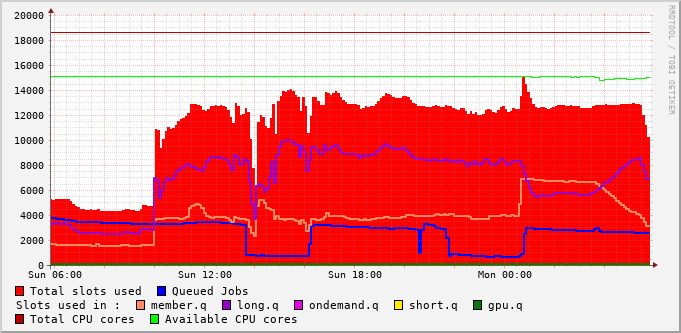 20000
18000
16000
14000
12000
10000
8000
6000
4000
2000
0
Sun 06:00 Sun 12:00 Sun 18:00 Mon 00:00
Total slots used Queued Jobs
Slots used in : member.q long.q ondemand.q short.q gpu.q
Total CPU cores Available CPU cores
RRDTOOL / TOBI OETIKER